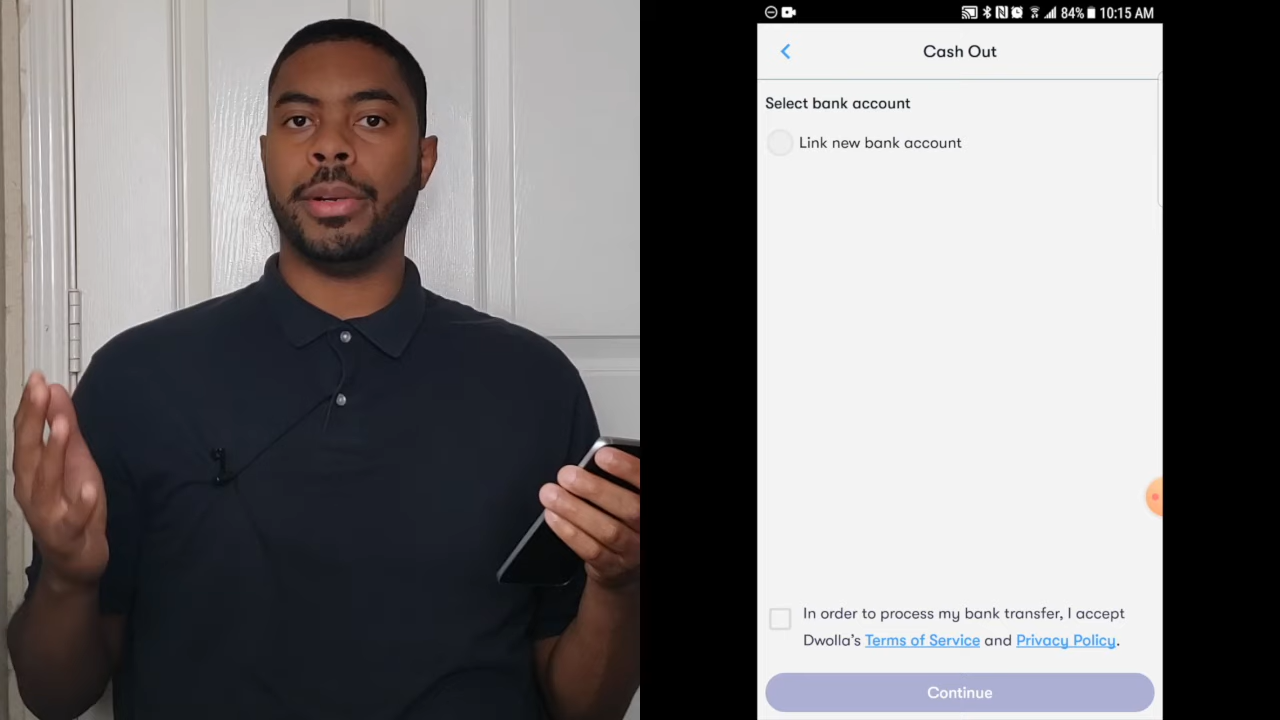 84% 10:15 AM
Cash Out
Select bank account
Link new bank account
In order to process my bank transfer, I accept
Dwolla's Terms of Service and Privacy Policy.
Continue